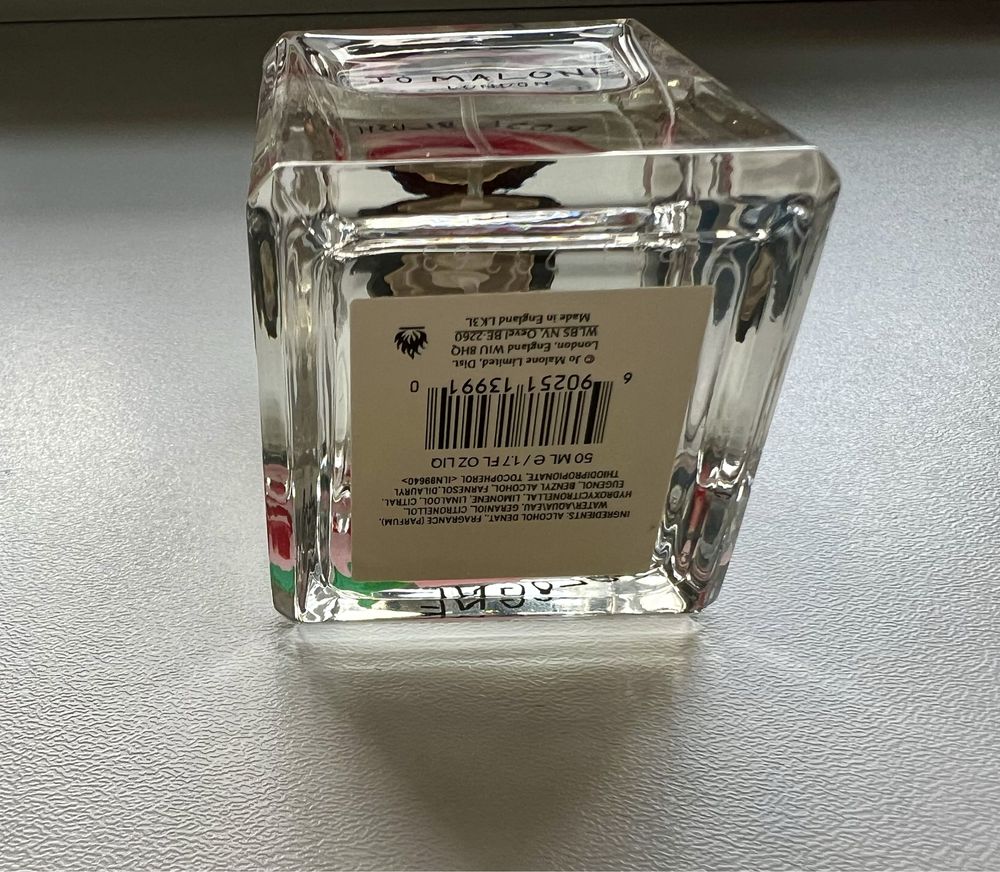 JO MALONE
LONDON
INGREDIENTS: ALCOHOL DENAT., FRAGRANCE (PARFUM),
WATER/AQUA/EAU, GERANIOL, CITRONELLOL,
HYDROXYCITRONELLAL, LIMONENE, LINALOOL, CITRAL,
EUGENOL, BENZYL ALCOHOL, FARNESOL, DILAURYL
THIODIPROPIONATE, TOCOPHEROL <ILN89640>
50 ML e / 1.7 FL OZ LIQ
6 90251 13991 0
© Jo Malone Limited, Dist.
London, England W1U 8HQ
WLBS NV, Oevel BE-2260
Made in England LK3L